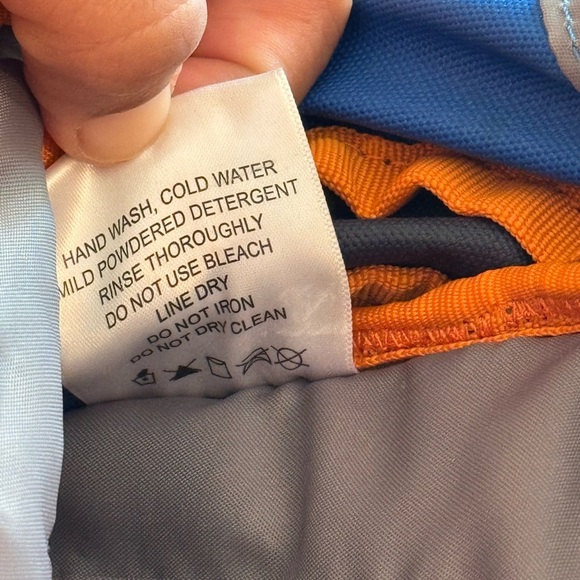 HAND WASH, COLD WATER
MILD POWDERED DETERGENT
RINSE THOROUGHLY
DO NOT USE BLEACH
LINE DRY
DO NOT IRON
DO NOT DRY CLEAN